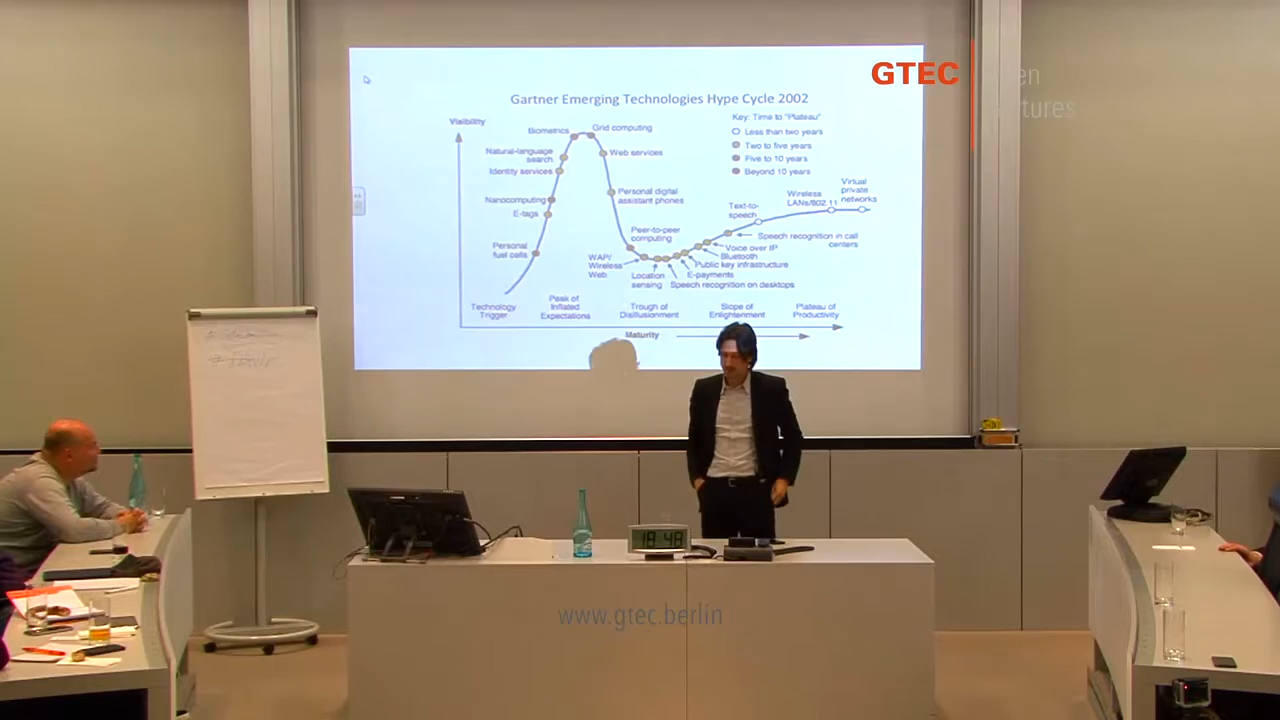 GTEC
en
tures
Gartner Emerging Technologies Hype Cycle 2002
Visibility
Key: Time to "Plateau"
Less than two years
Two to five years
Five to 10 years
Beyond 10 years
Biometrics
Grid computing
Natural-language
search
Web services
Identity services
Nanocomputing
Personal digital
assistant phones
E-tags
Virtual
private
networks
Wireless
LANs/802.11
Text-to-
speech
Personal
fuel cells
Peer-to-peer
computing
Speech recognition in call
centers
Voice over IP
Bluetooth
WAP/
Wireless
Web
Public key infrastructure
Location
sensing
E-payments
Speech recognition on desktops
Technology
Trigger
Peak of
Inflated
Expectations
Trough of
Disillusionment
Slope of
Enlightenment
Plateau of
Productivity
Maturity
18:48
www.gtec.berlin